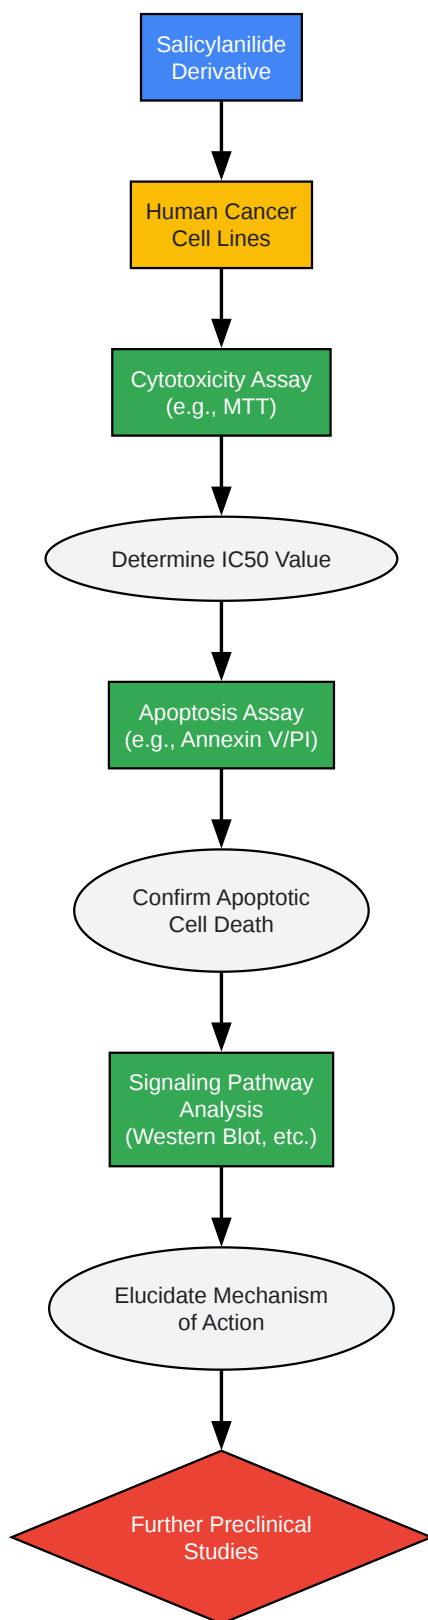 Salicylanilide
Derivative
Human Cancer
Cell Lines
Cytotoxicity Assay
(e.g., MTT)
Determine IC50 Value
Apoptosis Assay
(e.g., Annexin V/PI)
Confirm Apoptotic
Cell Death
Signaling Pathway
Analysis
(Western Blot, etc.)
Elucidate Mechanism
of Action
Further Preclinical
Studies